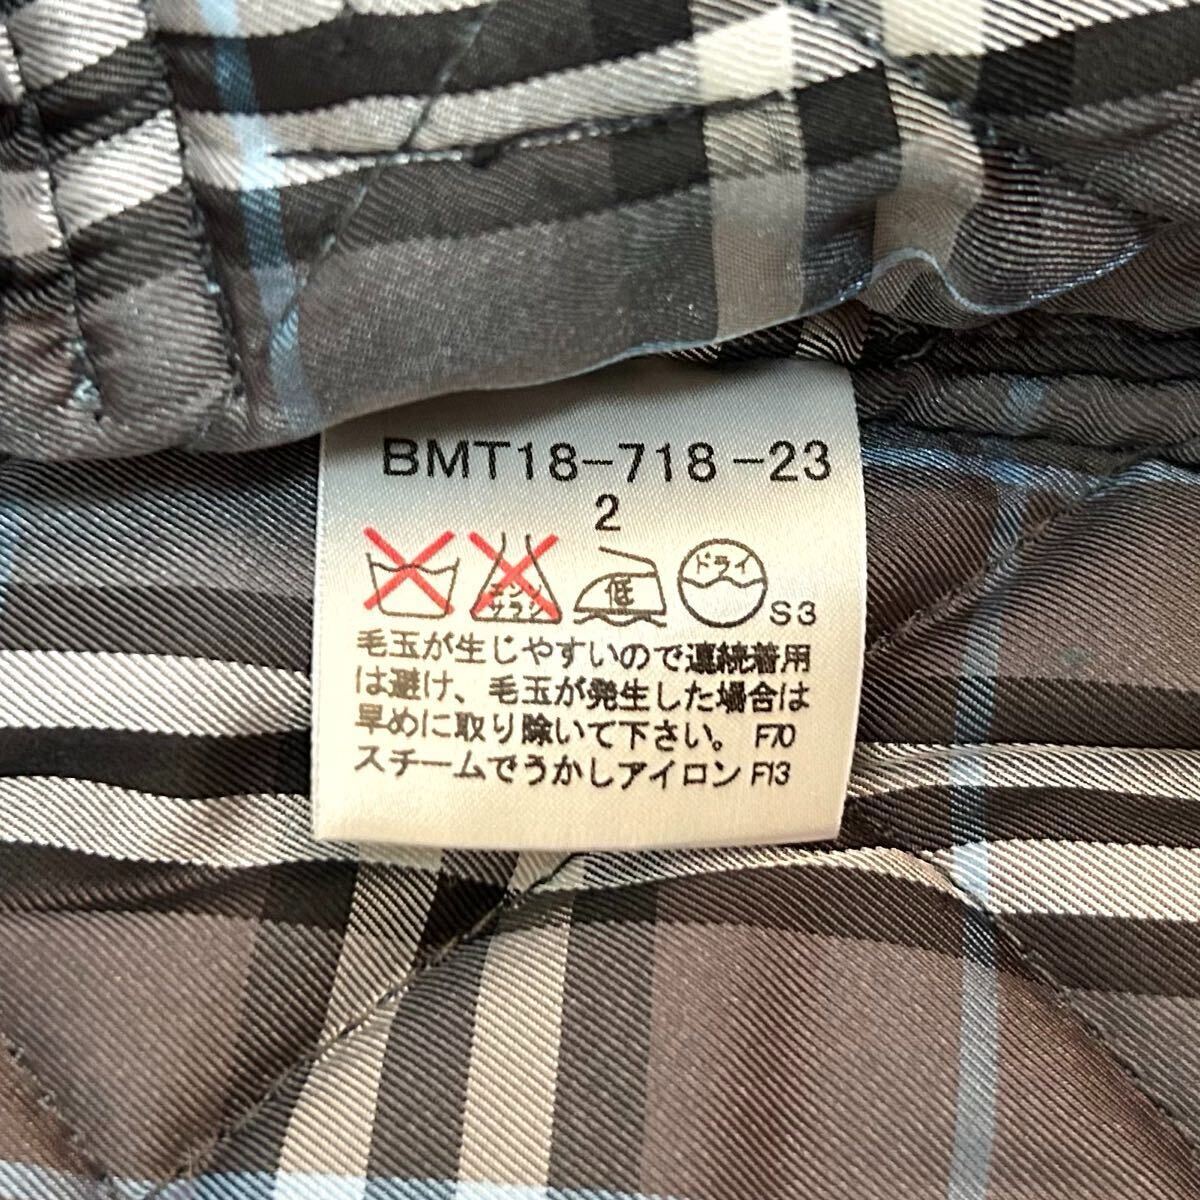 BMT18-718-23
2
エンソ サラシ 低 ドライ S3
毛玉が生じやすいので連続着用
は避け、毛玉が発生した場合は
早めに取り除いて下さい。 F70
スチームでうかしアイロン F13